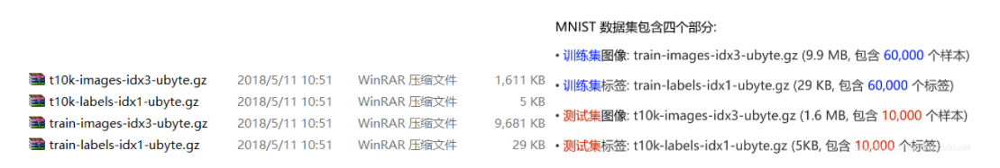 t10k-images-idx3-ubyte.gz 2018/5/11 10:51 WinRAR 压缩文件 1,611 KB
t10k-labels-idx1-ubyte.gz 2018/5/11 10:51 WinRAR 压缩文件 5 KB
train-images-idx3-ubyte.gz 2018/5/11 10:51 WinRAR 压缩文件 9,681 KB
train-labels-idx1-ubyte.gz 2018/5/11 10:51 WinRAR 压缩文件 29 KB
MNIST 数据集包含四个部分:
• 训练集图像: train-images-idx3-ubyte.gz (9.9 MB, 包含 60,000 个样本)
• 训练集标签: train-labels-idx1-ubyte.gz (29 KB, 包含 60,000 个标签)
• 测试集图像: t10k-images-idx3-ubyte.gz (1.6 MB, 包含 10,000 个样本)
• 测试集标签: t10k-labels-idx1-ubyte.gz (5KB, 包含 10,000 个标签)